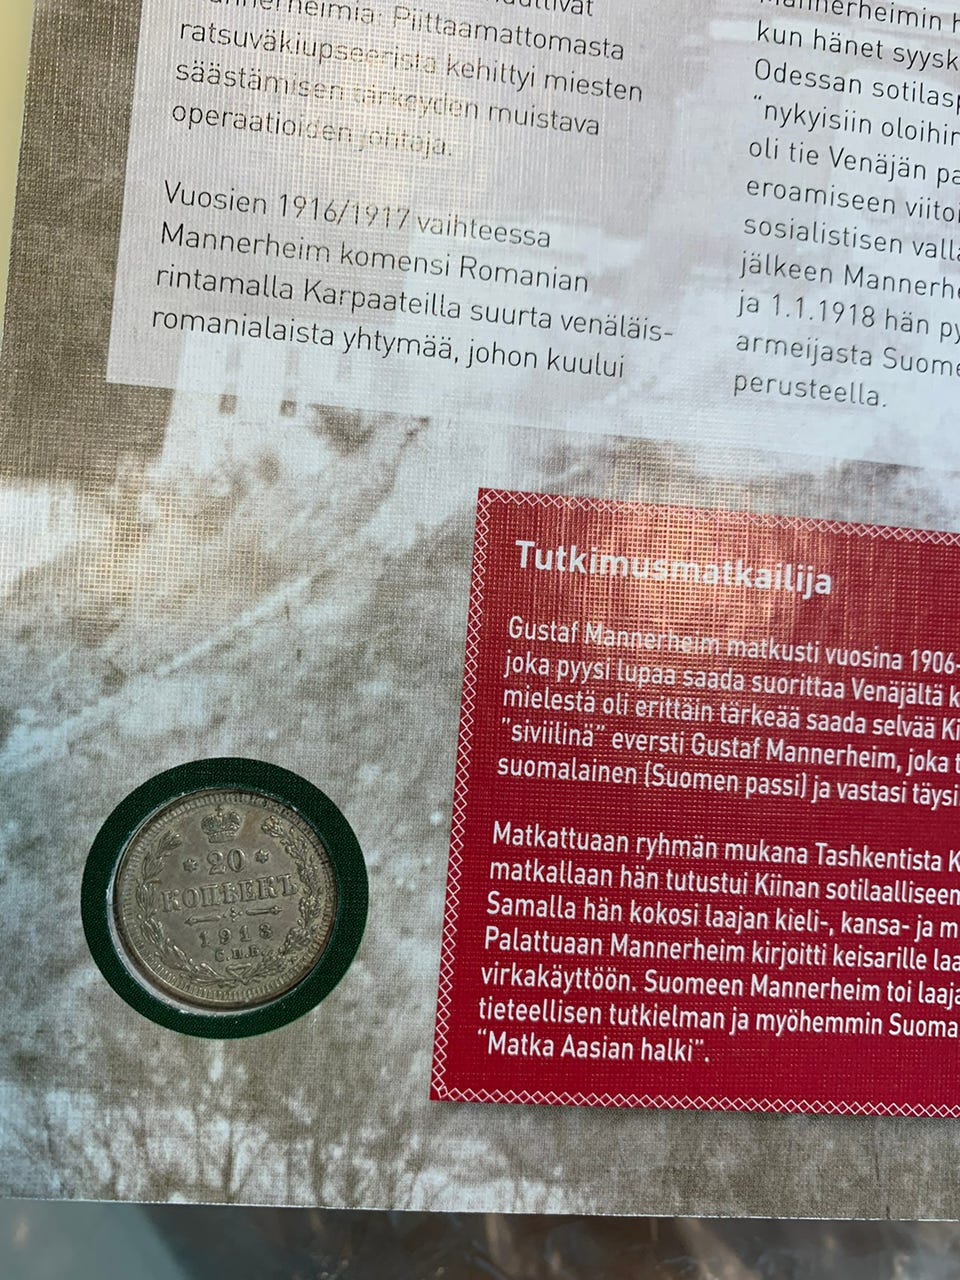 Mannerheimia: Piittaamattomasta
ratsuväkiupseerista kehittyi miesten
säästämisen tärkeyden muistava
operaatioiden johtaja.
Vuosien 1916/1917 vaihteessa
Mannerheim komensi Romanian
rintamalla Karpaateilla suurta venäläis-
romanialaista yhtymää, johon kuului
Mannerheimin h
kun hänet syysk
Odessan sotilasp
"nykyisiin oloihin
oli tie Venäjän pa
eroamiseen viitoi
sosialistisen valla
jälkeen Mannerhe
ja 1.1.1918 hän py
armeijasta Suome
perusteella.
Tutkimusmatkailija
Gustaf Mannerheim matkusti vuosina 1906-
joka pyysi lupaa saada suorittaa Venäjältä k
mielestä oli erittäin tärkeää saada selvää Ki
"siviilinä" eversti Gustaf Mannerheim, joka t
suomalainen (Suomen passi) ja vastasi täysi
Matkattuaan ryhmän mukana Tashkentista K
matkallaan hän tutustui Kiinan sotilaalliseen
Samalla hän kokosi laajan kieli-, kansa- ja m
Palattuaan Mannerheim kirjoitti keisarille laa
virkakäyttöön. Suomeen Mannerheim toi laaja
tieteellisen tutkielman ja myöhemmin Suoma
"Matka Aasian halki".
* 20 *
КОПѢЕКЪ
С.П.Б.